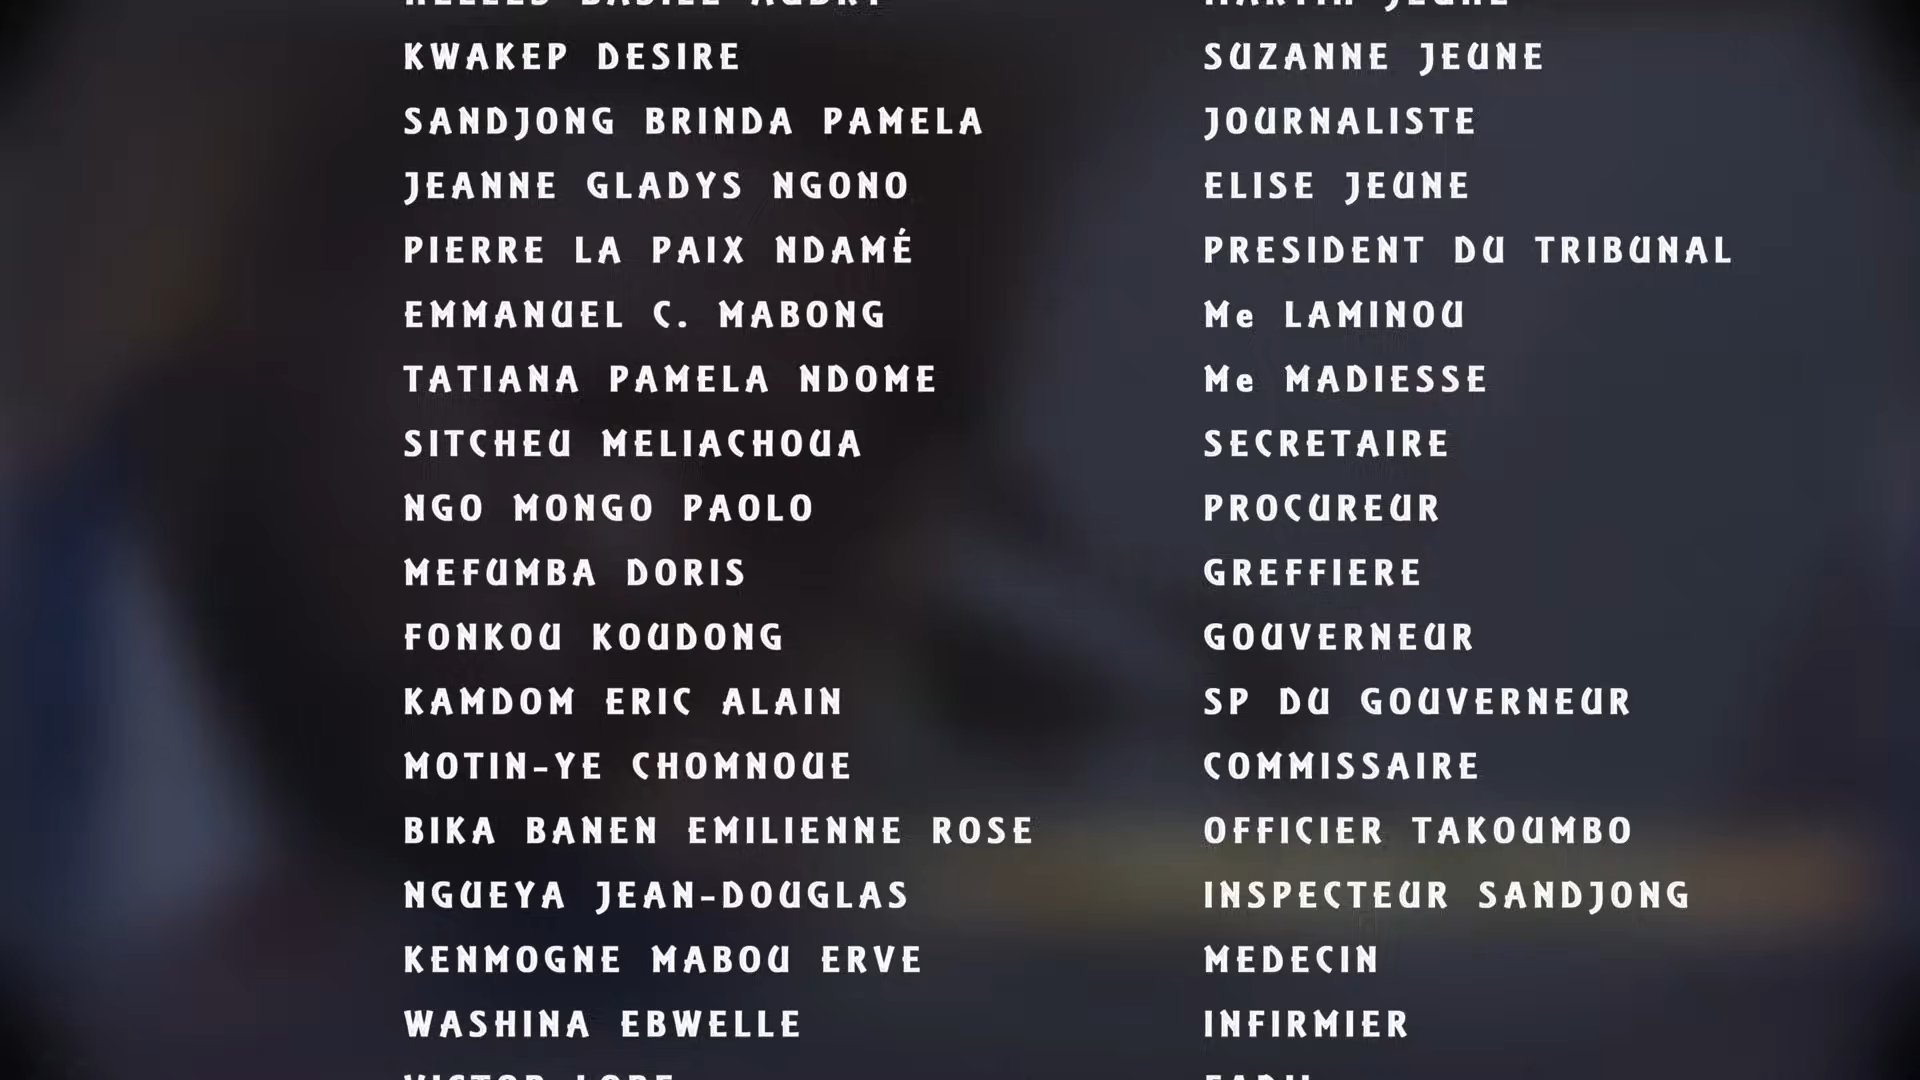 KWAKEP DESIRE SUZANNE JEUNE
SANDJONG BRINDA PAMELA JOURNALISTE
JEANNE GLADYS NGONO ELISE JEUNE
PIERRE LA PAIX NDAMÉ PRESIDENT DU TRIBUNAL
EMMANUEL C. MABONG Me LAMINOU
TATIANA PAMELA NDOME Me MADIESSE
SITCHEU MELIACHOUA SECRETAIRE
NGO MONGO PAOLO PROCUREUR
MEFUMBA DORIS GREFFIERE
FONKOU KOUDONG GOUVERNEUR
KAMDOM ERIC ALAIN SP DU GOUVERNEUR
MOTIN-YE CHOMNOUE COMMISSAIRE
BIKA BANEN EMILIENNE ROSE OFFICIER TAKOUMBO
NGUEYA JEAN-DOUGLAS INSPECTEUR SANDJONG
KENMOGNE MABOU ERVE MEDECIN
WASHINA EBWELLE INFIRMIER